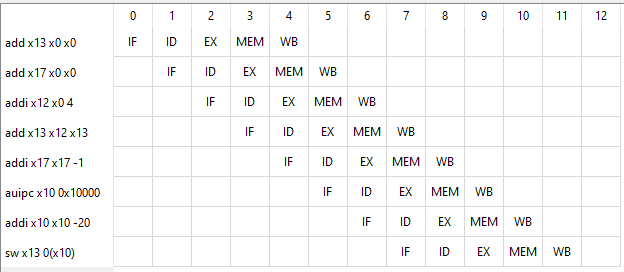 0 1 2 3 4 5 6 7 8 9 10 11 12
add x13 x0 x0 IF ID EX MEM WB
add x17 x0 x0 IF ID EX MEM WB
addi x12 x0 4 IF ID EX MEM WB
add x13 x12 x13 IF ID EX MEM WB
addi x17 x17 -1 IF ID EX MEM WB
auipc x10 0x10000 IF ID EX MEM WB
addi x10 x10 -20 IF ID EX MEM WB
sw x13 0(x10) IF ID EX MEM WB